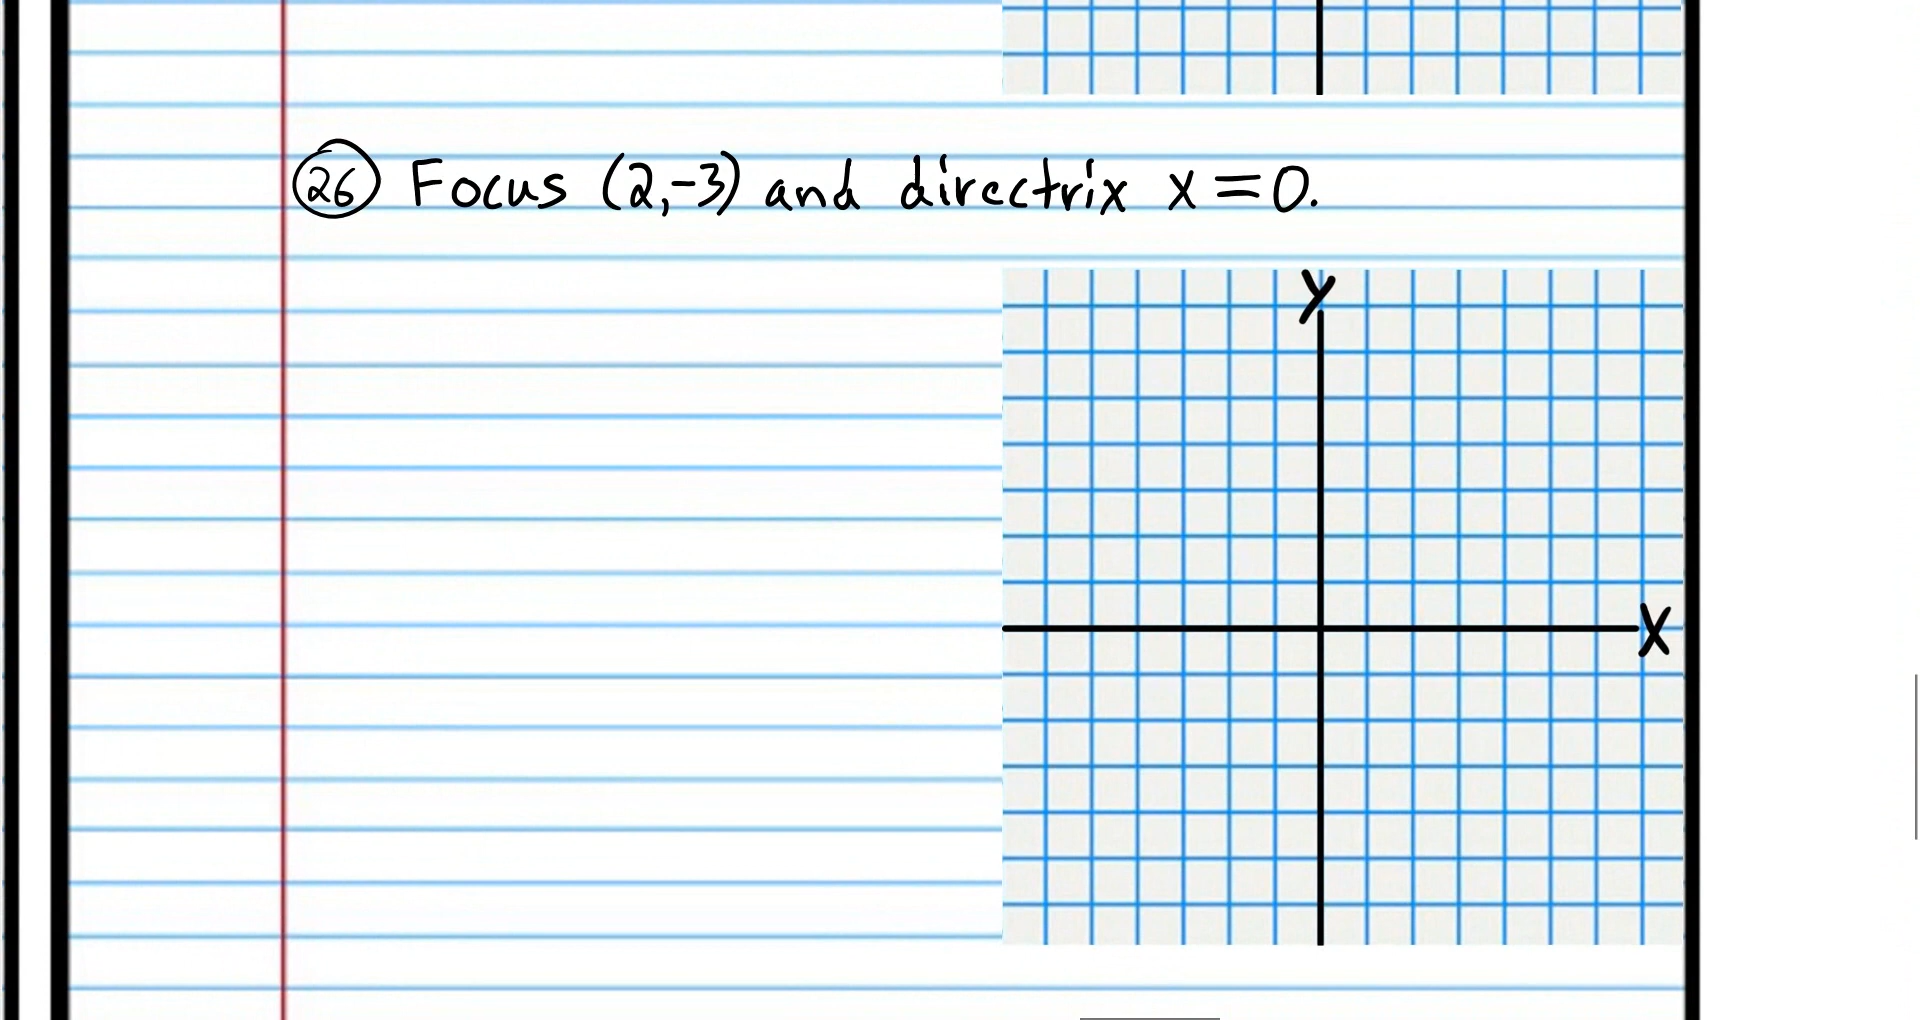 26 Focus (2,-3) and directrix x=0.
y
x